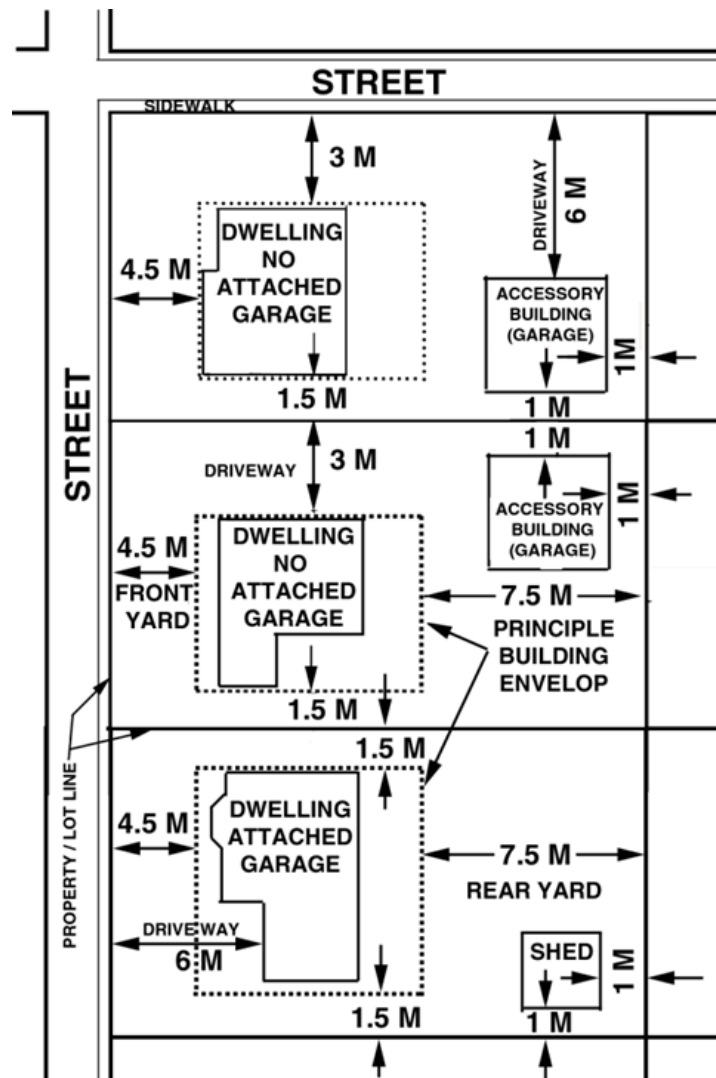 STREET
SIDEWALK
3 M
DRIVEWAY
6 M
DWELLING
NO
ATTACHED
GARAGE
4.5 M
ACCESSORY
BUILDING
(GARAGE)
1M
1.5 M
1 M
STREET
1 M
3 M
DRIVEWAY
ACCESSORY
BUILDING
(GARAGE)
1 M
DWELLING
NO
ATTACHED
GARAGE
4.5 M
FRONT
YARD
7.5 M
PRINCIPLE
BUILDING
ENVELOP
1.5 M
1.5 M
PROPERTY / LOT LINE
DWELLING
ATTACHED
GARAGE
4.5 M
7.5 M
REAR YARD
DRIVE WAY
6 M
SHED
1 M
1.5 M
1 M